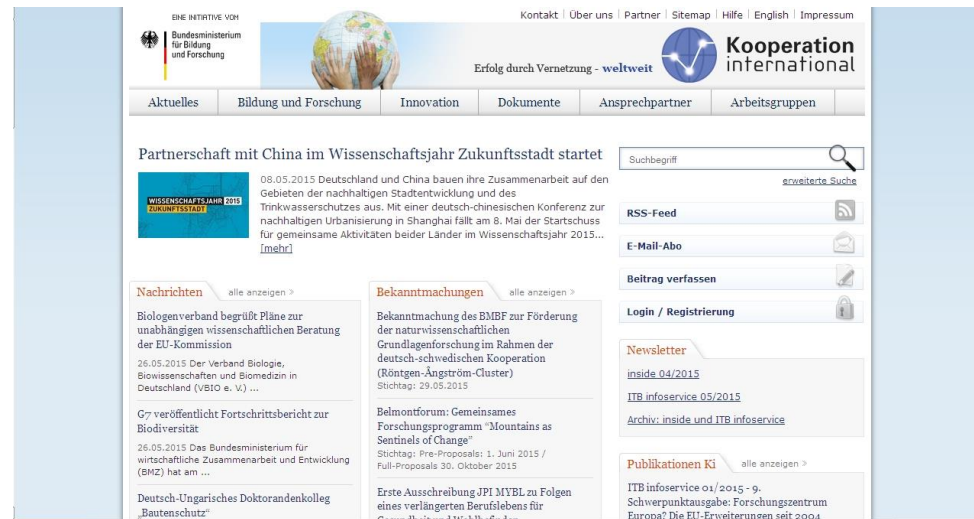 EINE INITIATIVE VOM
Bundesministerium
für Bildung
und Forschung
Kontakt | Über uns | Partner | Sitemap | Hilfe | English | Impressum
Erfolg durch Vernetzung - weltweit
Kooperation
international
Aktuelles
Bildung und Forschung
Innovation
Dokumente
Ansprechpartner
Arbeitsgruppen
Partnerschaft mit China im Wissenschaftsjahr Zukunftsstadt startet
WISSENSCHAFTSJAHR 2015
ZUKUNFTSSTADT
08.05.2015 Deutschland und China bauen ihre Zusammenarbeit auf den
Gebieten der nachhaltigen Stadtentwicklung und des
Trinkwasserschutzes aus. Mit einer deutsch-chinesischen Konferenz zur
nachhaltigen Urbanisierung in Shanghai fällt am 8. Mai der Startschuss
für gemeinsame Aktivitäten beider Länder im Wissenschaftsjahr 2015...
[mehr]
Nachrichten
alle anzeigen >
Biologenverband begrüßt Pläne zur
unabhängigen wissenschaftlichen Beratung
der EU-Kommission
26.05.2015 Der Verband Biologie,
Biowissenschaften und Biomedizin in
Deutschland (VBIO e. V.) ...
G7 veröffentlicht Fortschrittsbericht zur
Biodiversität
26.05.2015 Das Bundesministerium für
wirtschaftliche Zusammenarbeit und Entwicklung
(BMZ) hat am ...
Deutsch-Ungarisches Doktorandenkolleg
„Bautenschutz“
Bekanntmachungen
alle anzeigen >
Bekanntmachung des BMBF zur Förderung
der naturwissenschaftlichen
Grundlagenforschung im Rahmen der
deutsch-schwedischen Kooperation
(Röntgen-Ångström-Cluster)
Stichtag: 29.05.2015
Belmontforum: Gemeinsames
Forschungsprogramm “Mountains as
Sentinels of Change”
Stichtag: Pre-Proposals: 1. Juni 2015 /
Full-Proposals 30. Oktober 2015
Erste Ausschreibung JPI MYBL zu Folgen
eines verlängerten Berufslebens für
Gesundheit und Wohlbefinden
Suchbegriff
erweiterte Suche
RSS-Feed
E-Mail-Abo
Beitrag verfassen
Login / Registrierung
Newsletter
inside 04/2015
ITB infoservice 05/2015
Archiv: inside und ITB infoservice
Publikationen Ki
alle anzeigen >
ITB infoservice 01/2015 - 9.
Schwerpunktausgabe: Forschungszentrum
Europa? Die EU-Erweiterungen seit 2004